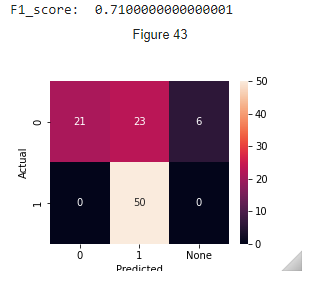 F1_score: 0.7100000000000001
Figure 43
50
0 21 23 6
40
Actual
30
20
1 0 50 0
10
0
0 1 None
Predicted